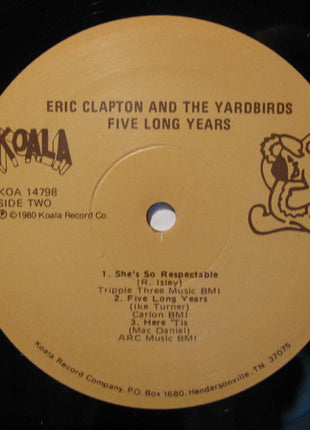 ERIC CLAPTON AND THE YARDBIRDS
FIVE LONG YEARS
KOALA
KOA 14798
SIDE TWO
℗©1980 Koala Record Co.
1. She's So Respectable
(R. Isley)
Tripple Three Music BMI
2. Five Long Years
(Ike Turner)
Carlon BMI
3. Here 'Tis
(Mac Daniel)
ARC Music BMI
Koala Record Company, P.O. Box 1680, Hendersonville, TN 37075